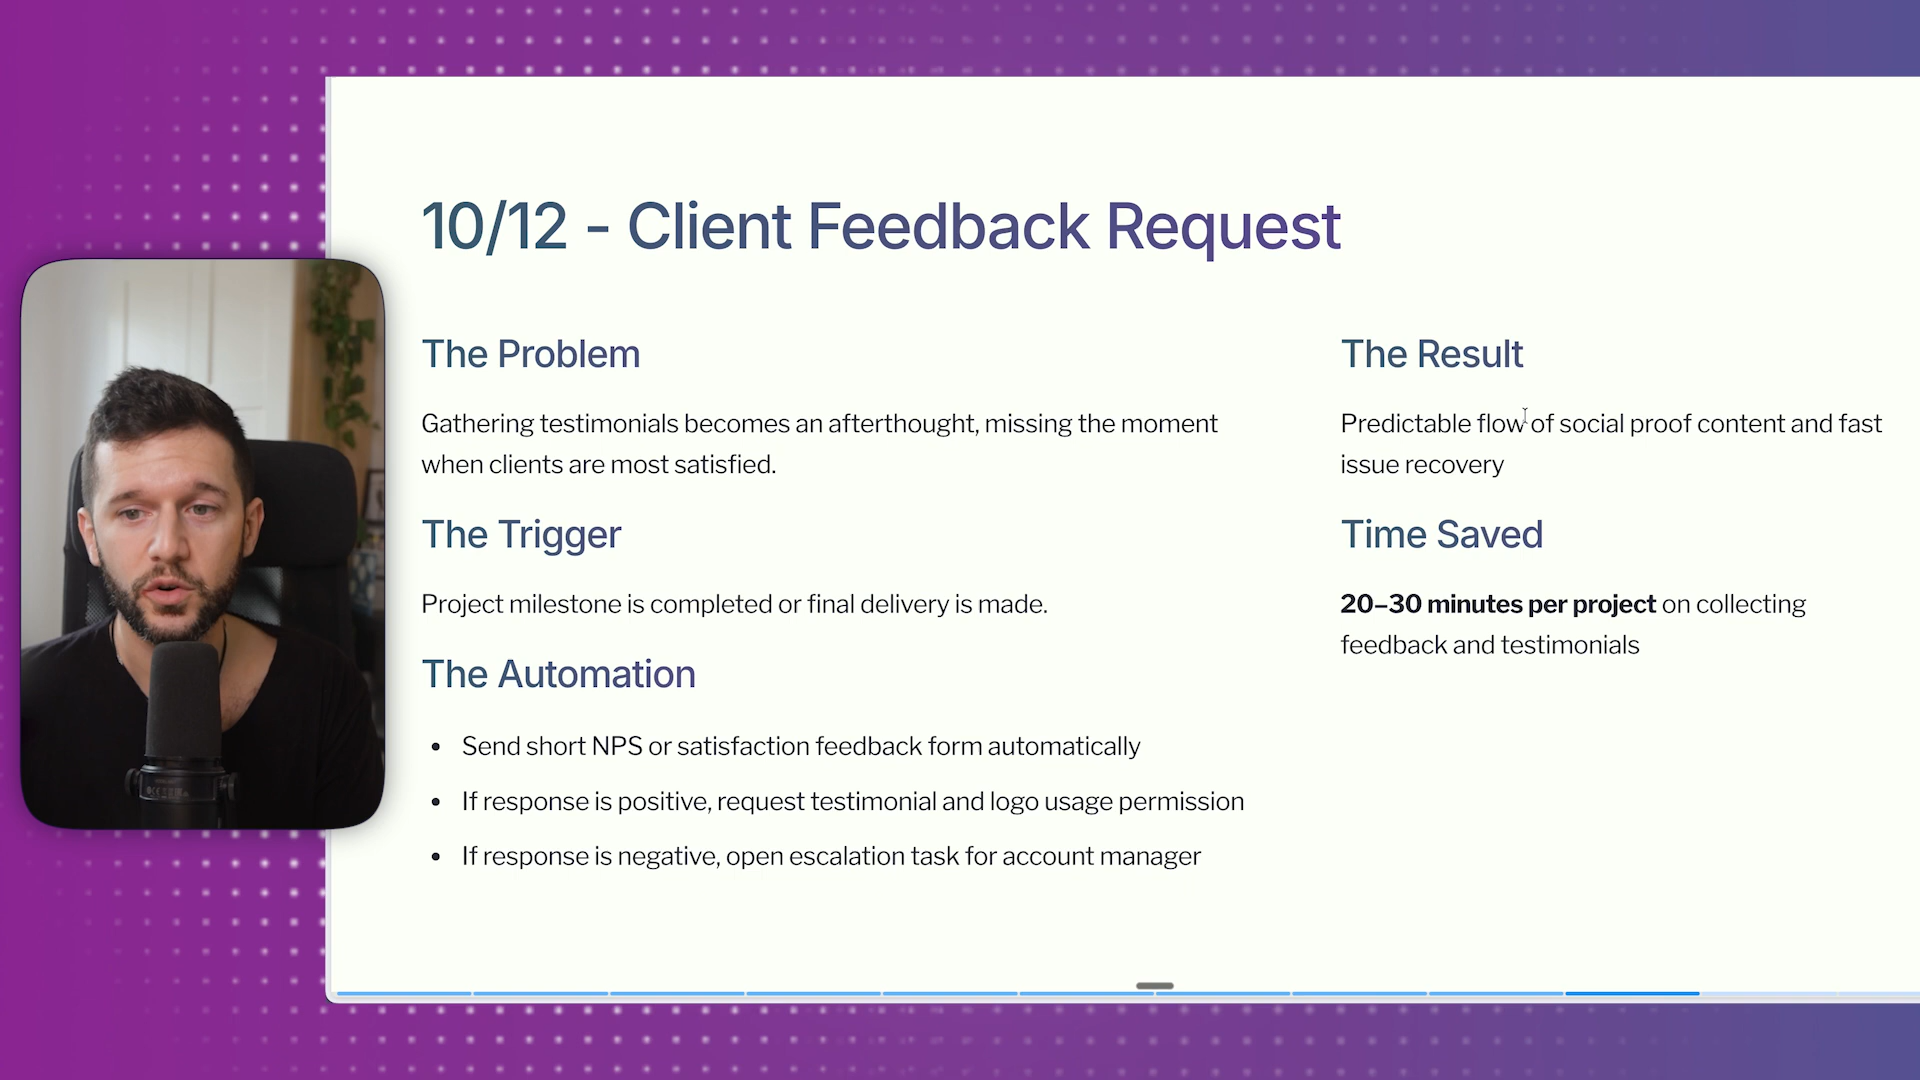 10/12 - Client Feedback Request
The Problem
Gathering testimonials becomes an afterthought, missing the moment
when clients are most satisfied.
The Trigger
Project milestone is completed or final delivery is made.
The Automation
• Send short NPS or satisfaction feedback form automatically
• If response is positive, request testimonial and logo usage permission
• If response is negative, open escalation task for account manager
The Result
Predictable flow of social proof content and fast
issue recovery
Time Saved
20–30 minutes per project on collecting
feedback and testimonials